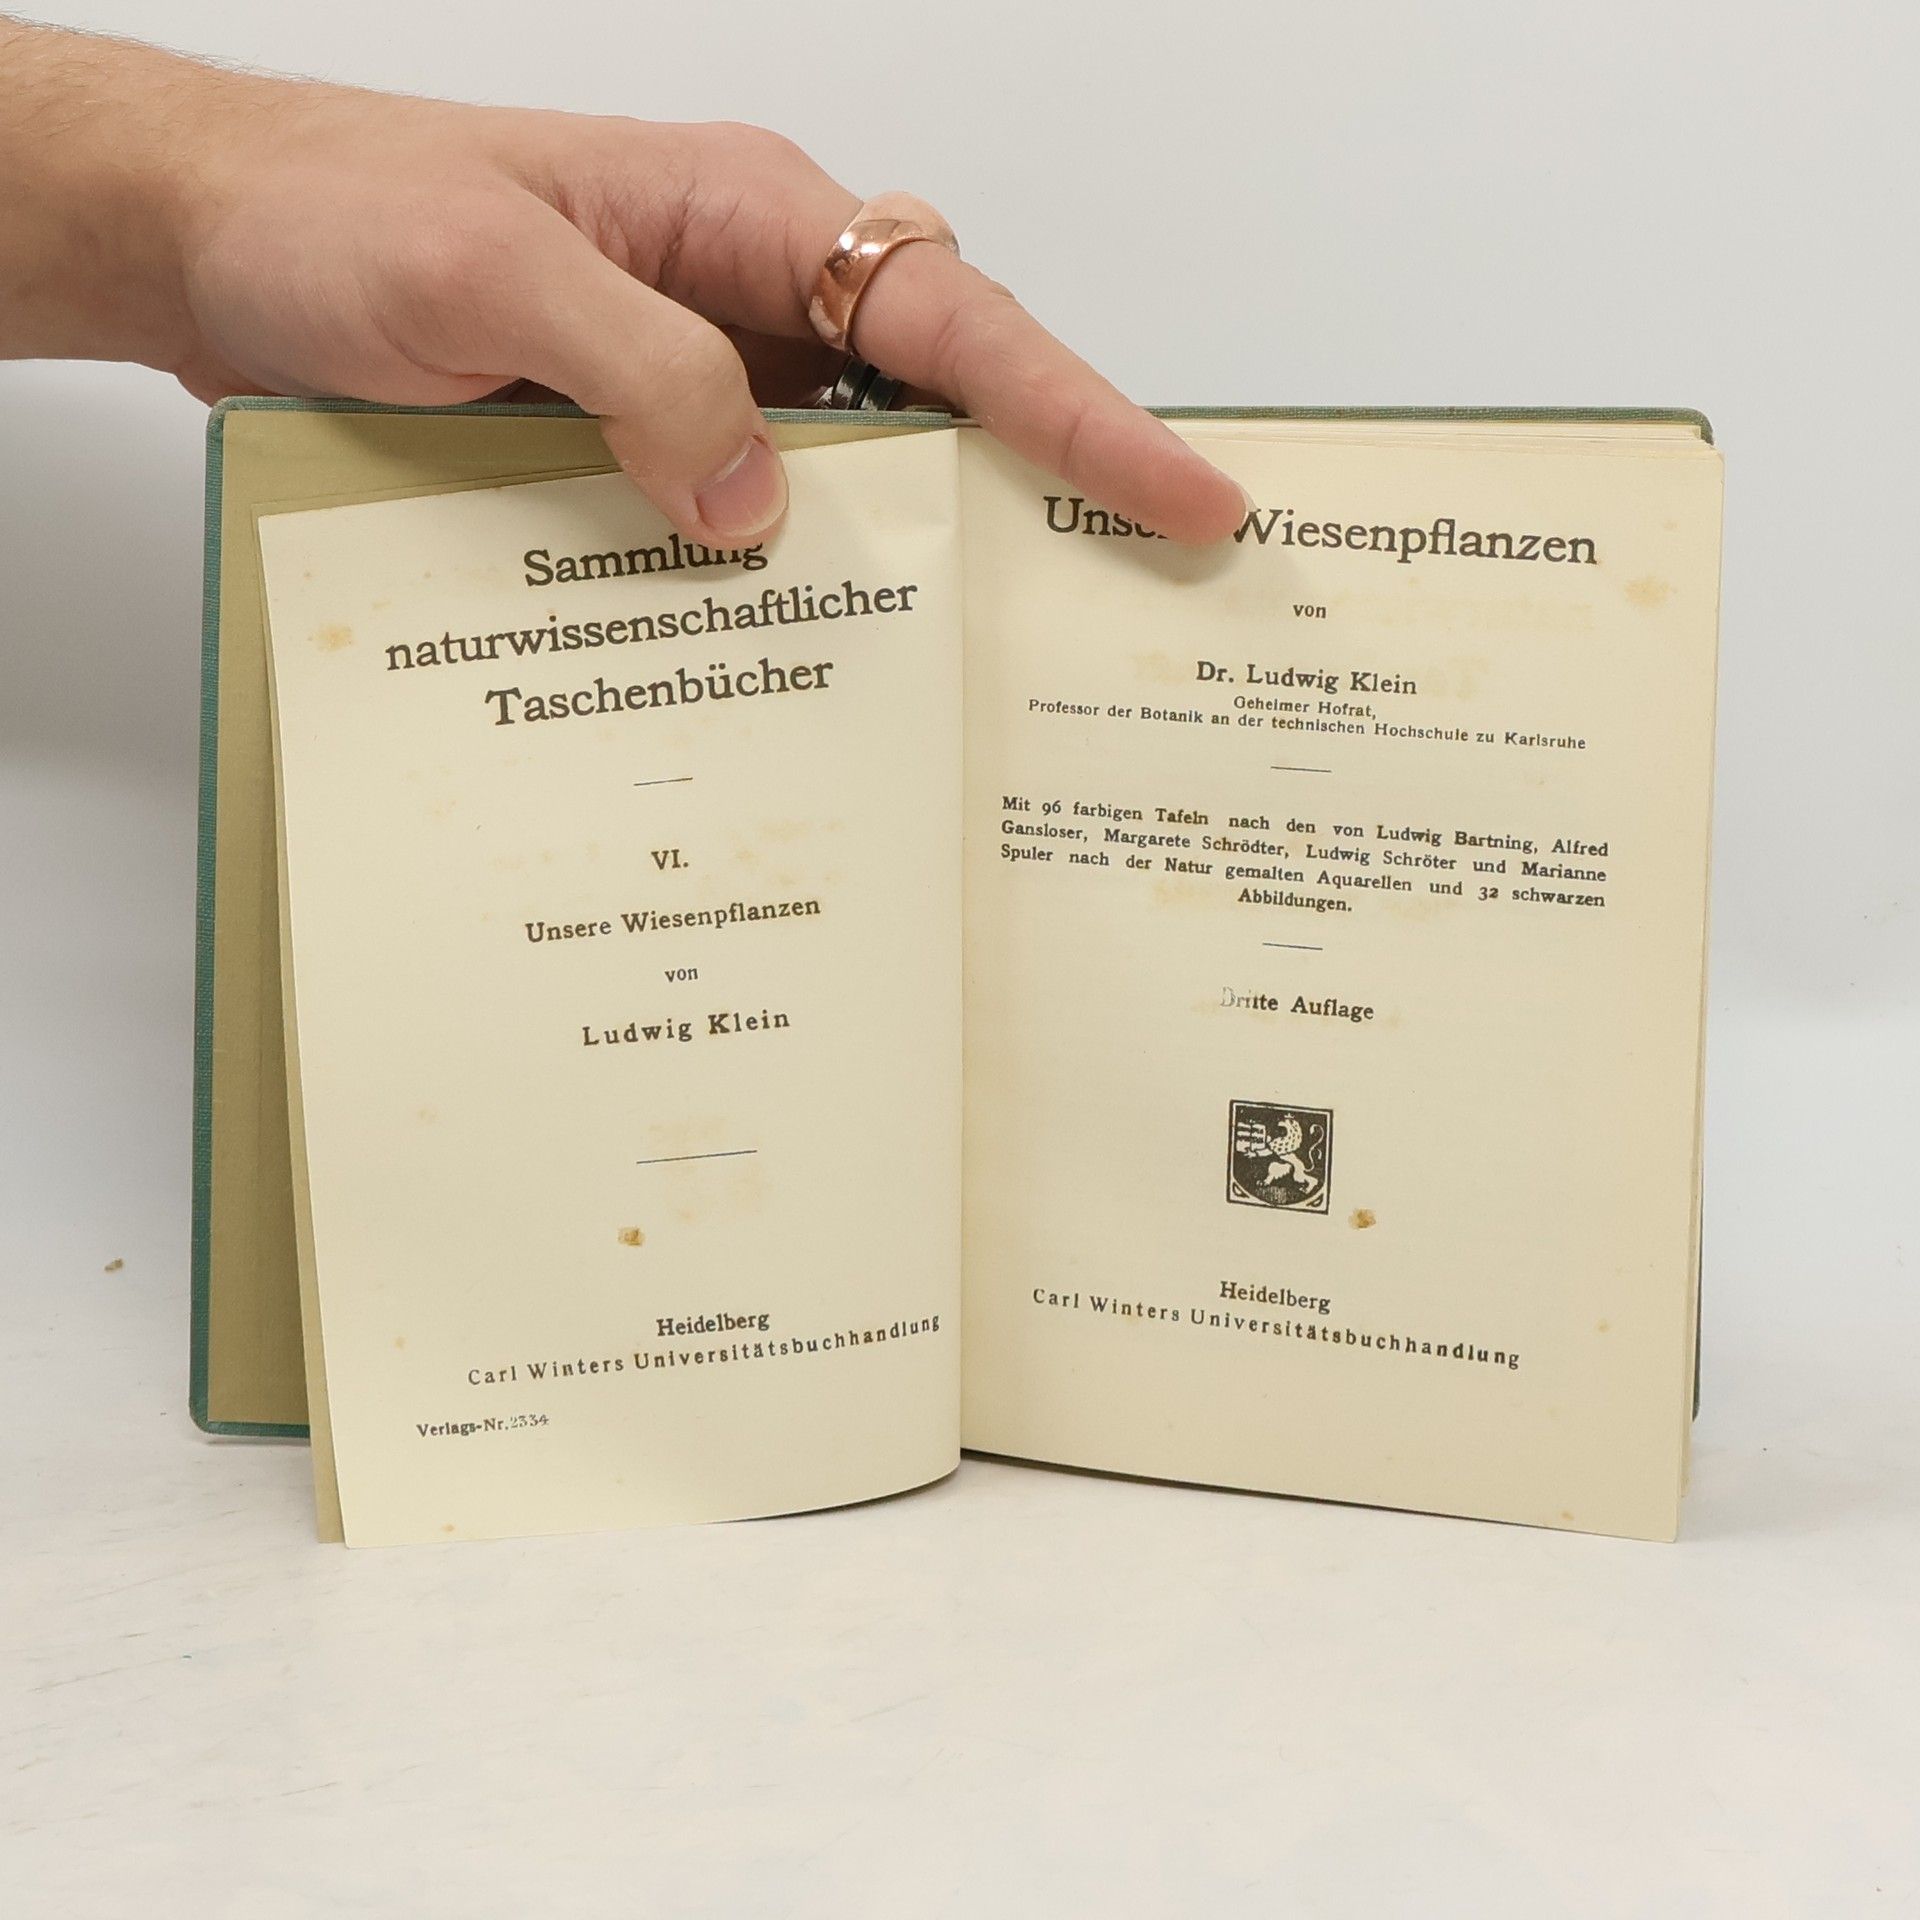 Sammlung
naturwissenschaftlicher
Taschenbücher
VI.
Unsere Wiesenpflanzen
von
Ludwig Klein
Heidelberg
Carl Winters Universitätsbuchhandlung
Verlags-Nr. 2334
Wiesenpflanzen
von
Dr. Ludwig Klein
Geheimer Hofrat,
Professor der Botanik an der technischen Hochschule zu Karlsruhe
Mit 96 farbigen Tafeln nach den von Ludwig Bartning, Alfred
Gansloser, Margarete Schrödter, Ludwig Schröter und Marianne
Spuler nach der Natur gemalten Aquarellen und 32 schwarzen
Abbildungen.
Dritte Auflage
Heidelberg
Carl Winters Universitätsbuchhandlung